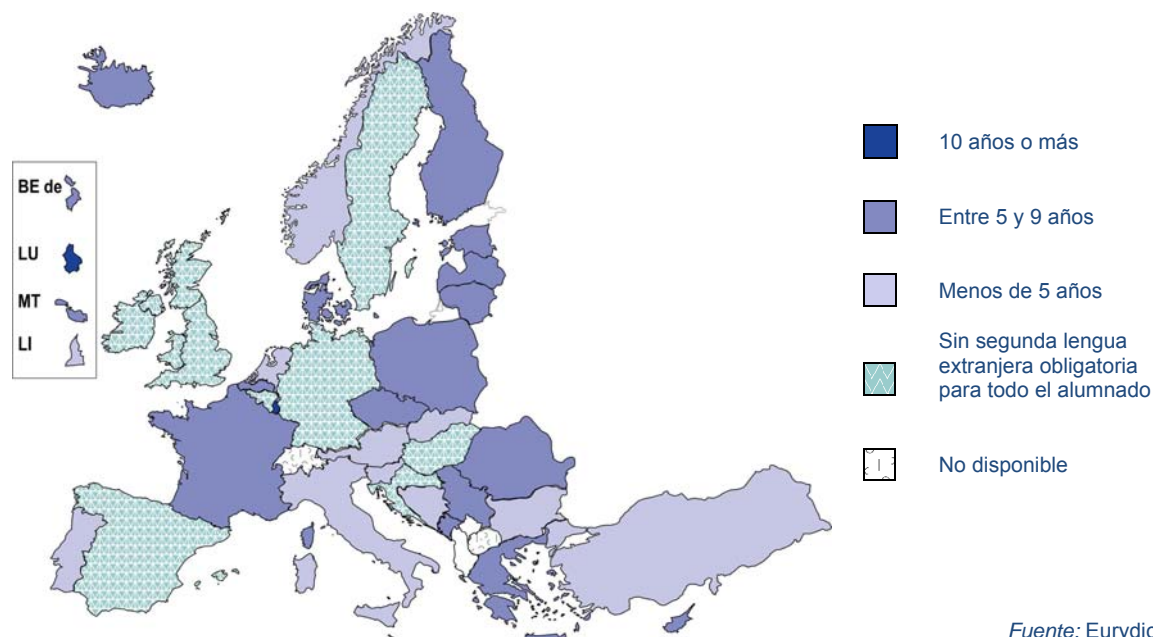 BE de
LU
MT
LI
10 años o más
Entre 5 y 9 años
Menos de 5 años
Sin segunda lengua
extranjera obligatoria
para todo el alumnado
No disponible
Fuente: